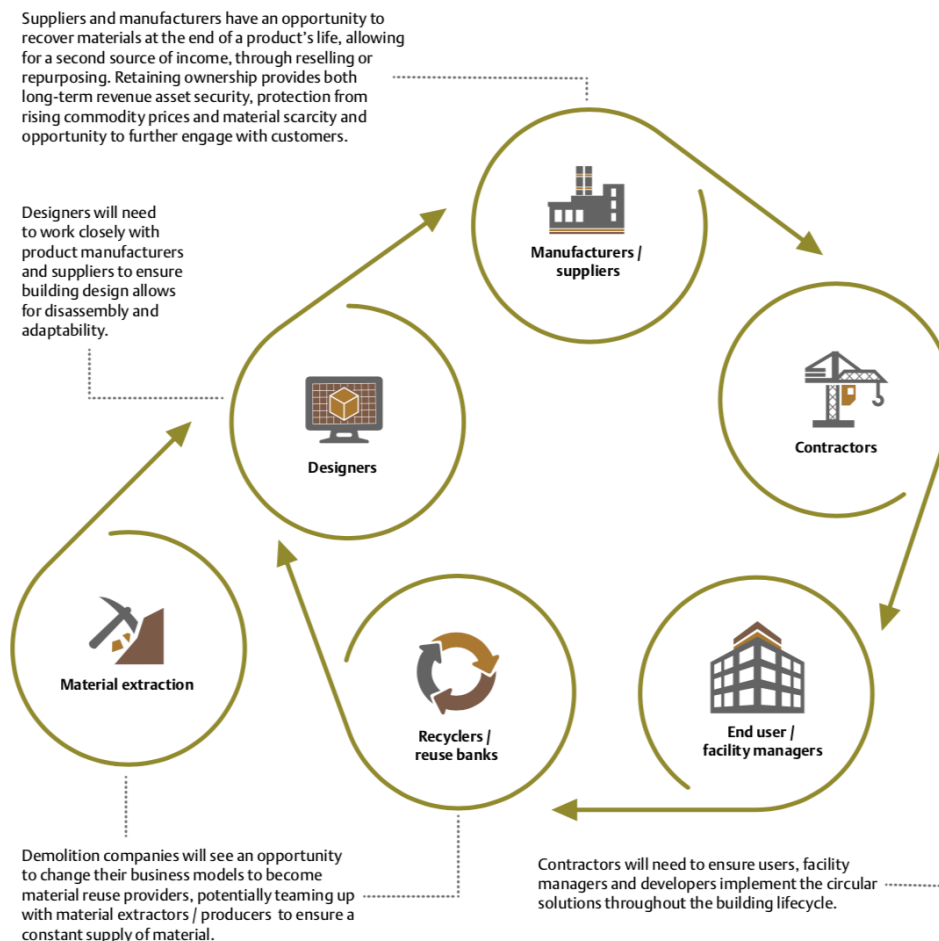 Suppliers and manufacturers have an opportunity to
recover materials at the end of a product's life, allowing
for a second source of income, through reselling or
repurposing. Retaining ownership provides both
long-term revenue asset security, protection from
rising commodity prices and material scarcity and
opportunity to further engage with customers.
Designers will need
to work closely with
product manufacturers
and suppliers to ensure
building design allows
for disassembly and
adaptability.
Manufacturers /
suppliers
Contractors
Designers
Material extraction
Recyclers /
reuse banks
End user /
facility managers
Demolition companies will see an opportunity
to change their business models to become
material reuse providers, potentially teaming up
with material extractors / producers to ensure a
constant supply of material.
Contractors will need to ensure users, facility
managers and developers implement the circular
solutions throughout the building lifecycle.